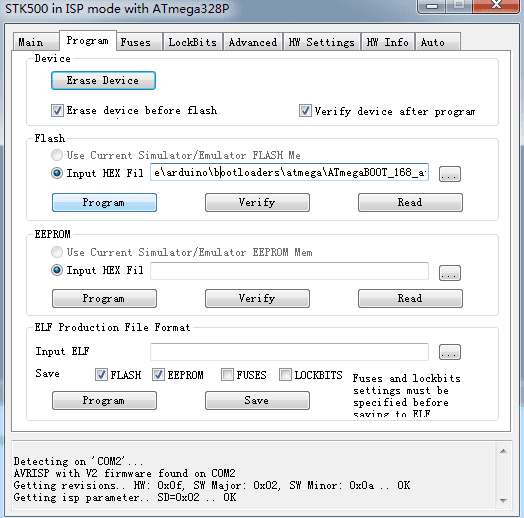 STK500 in ISP mode with ATmega328P
Main Program Fuses LockBits Advanced HW Settings HW Info Auto
Device
Erase Device
Erase device before flash
Verify device after program
Flash
Use Current Simulator/Emulator FLASH Me
Input HEX Fil e\arduino\bootloaders\atmega\ATmegaBOOT_168_a ...
Program Verify Read
EEPROM
Use Current Simulator/Emulator EEPROM Mem
Input HEX Fil ...
Program Verify Read
ELF Production File Format
Input ELF ...
Save FLASH EEPROM FUSES LOCKBITS
Fuses and lockbits
settings must be
specified before
saving to ELF
Program Save
Detecting on 'COM2'...
AVRISP with V2 firmware found on COM2
Getting revisions.. HW: 0x0f, SW Major: 0x02, SW Minor: 0x0a .. OK
Getting isp parameter.. SD=0x02 .. OK